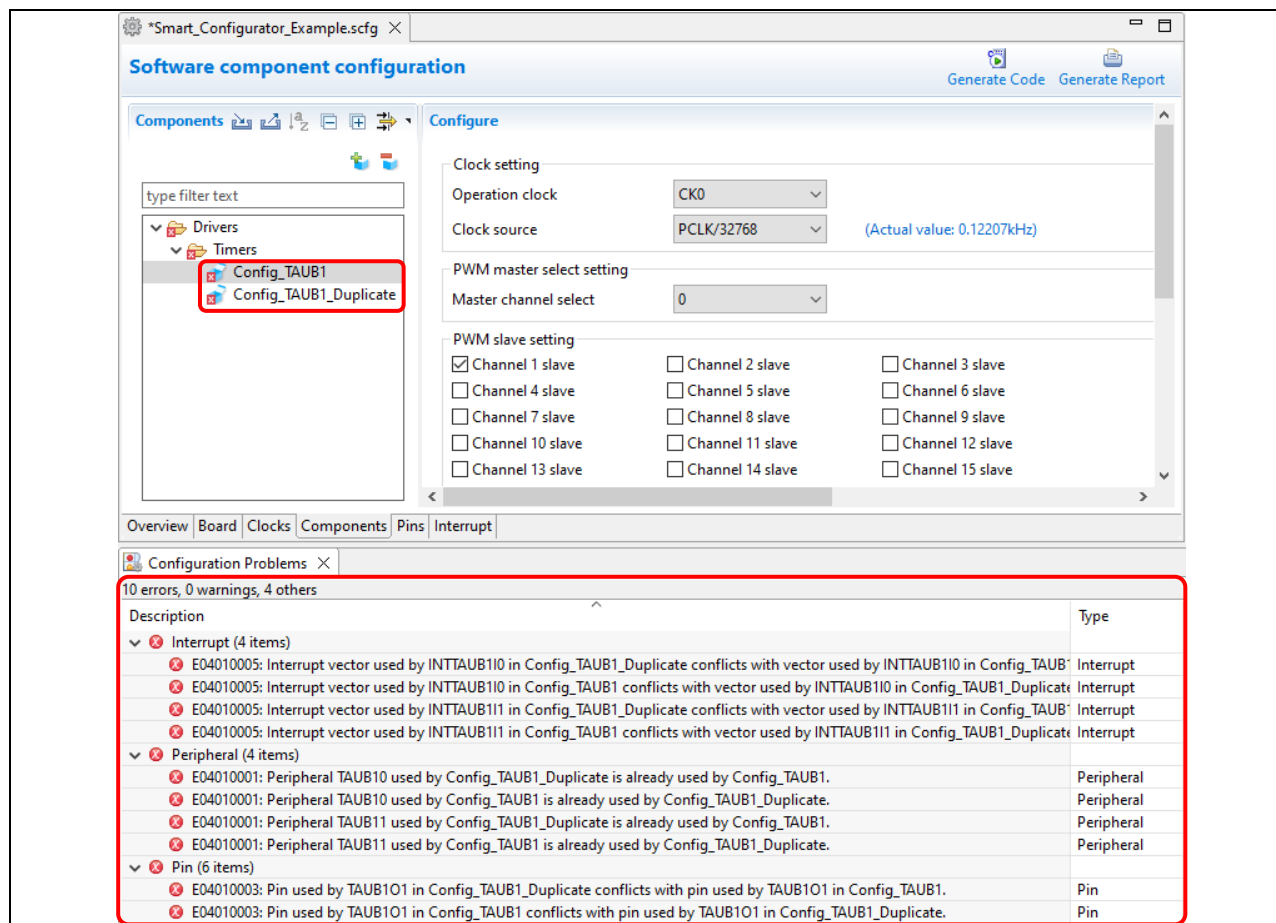 *Smart_Configurator_Example.scfg
Software component configuration
Generate Code Generate Report
Components
Configure
type filter text
Drivers
Timers
Config_TAUB1
Config_TAUB1_Duplicate
Clock setting
Operation clock CK0
Clock source PCLK/32768 (Actual value: 0.12207kHz)
PWM master select setting
Master channel select 0
PWM slave setting
Channel 1 slave Channel 2 slave Channel 3 slave
Channel 4 slave Channel 5 slave Channel 6 slave
Channel 7 slave Channel 8 slave Channel 9 slave
Channel 10 slave Channel 11 slave Channel 12 slave
Channel 13 slave Channel 14 slave Channel 15 slave
Overview Board Clocks Components Pins Interrupt
Configuration Problems
10 errors, 0 warnings, 4 others
Description Type
Interrupt (4 items)
E04010005: Interrupt vector used by INTTAUB1I0 in Config_TAUB1_Duplicate conflicts with vector used by INTTAUB1I0 in Config_TAUB1 Interrupt
E04010005: Interrupt vector used by INTTAUB1I0 in Config_TAUB1 conflicts with vector used by INTTAUB1I0 in Config_TAUB1_Duplicate Interrupt
E04010005: Interrupt vector used by INTTAUB1I1 in Config_TAUB1_Duplicate conflicts with vector used by INTTAUB1I1 in Config_TAUB1 Interrupt
E04010005: Interrupt vector used by INTTAUB1I1 in Config_TAUB1 conflicts with vector used by INTTAUB1I1 in Config_TAUB1_Duplicate Interrupt
Peripheral (4 items)
E04010001: Peripheral TAUB10 used by Config_TAUB1_Duplicate is already used by Config_TAUB1. Peripheral
E04010001: Peripheral TAUB10 used by Config_TAUB1 is already used by Config_TAUB1_Duplicate. Peripheral
E04010001: Peripheral TAUB11 used by Config_TAUB1_Duplicate is already used by Config_TAUB1. Peripheral
E04010001: Peripheral TAUB11 used by Config_TAUB1 is already used by Config_TAUB1_Duplicate. Peripheral
Pin (6 items)
E04010003: Pin used by TAUB1O1 in Config_TAUB1_Duplicate conflicts with pin used by TAUB1O1 in Config_TAUB1. Pin
E04010003: Pin used by TAUB1O1 in Config_TAUB1 conflicts with pin used by TAUB1O1 in Config_TAUB1_Duplicate. Pin